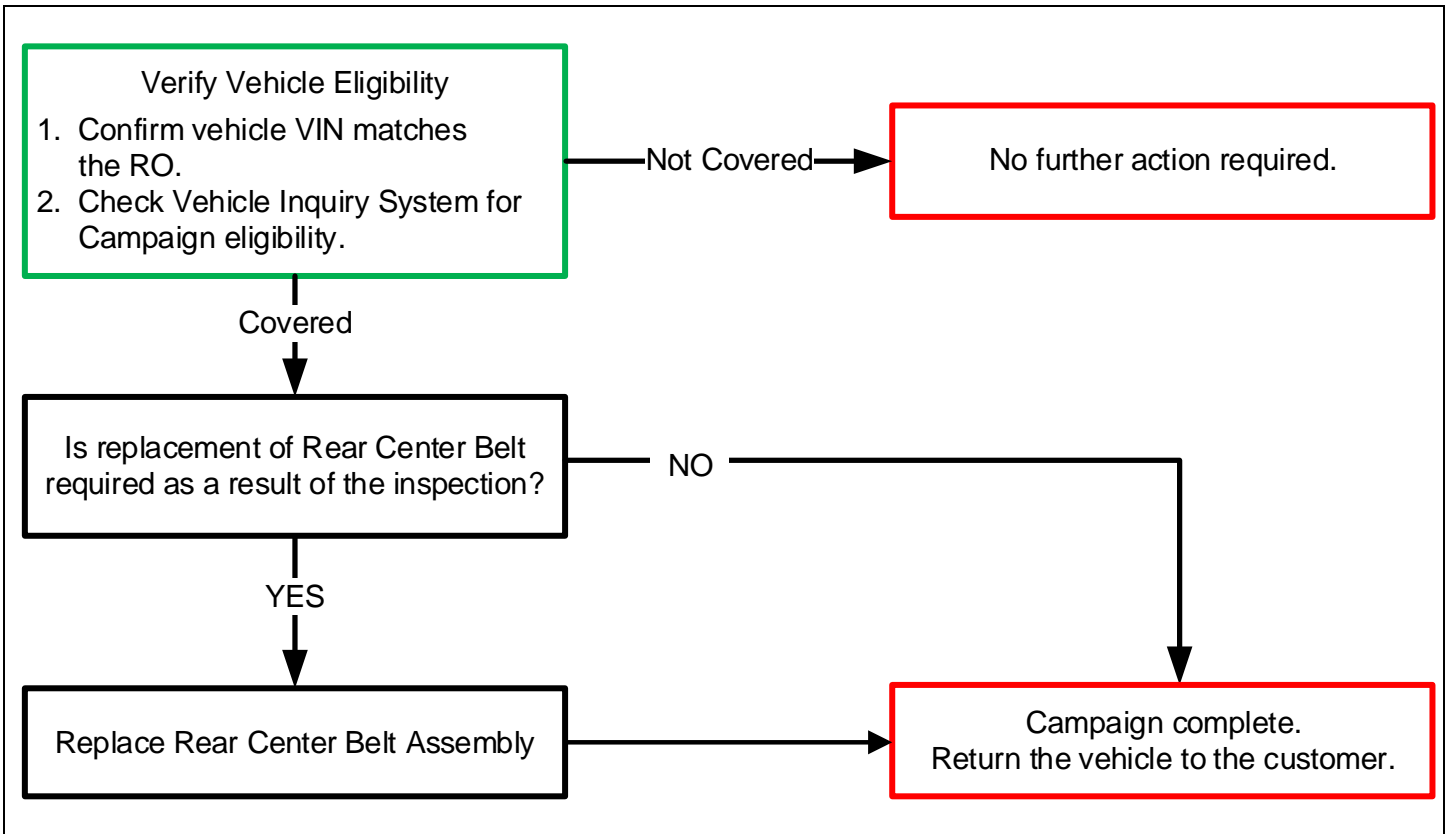 Verify Vehicle Eligibility
1. Confirm vehicle VIN matches
the RO.
2. Check Vehicle Inquiry System for
Campaign eligibility.
Not Covered
No further action required.
Covered
Is replacement of Rear Center Belt
required as a result of the inspection?
NO
YES
Replace Rear Center Belt Assembly
Campaign complete.
Return the vehicle to the customer.